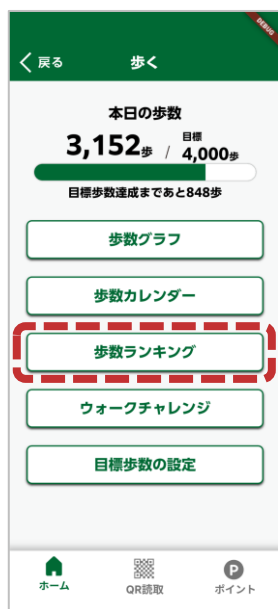 DEBUG
戻る 歩く
本日の歩数
3,152歩 / 目標 4,000歩
目標歩数達成まであと848歩
歩数グラフ
歩数カレンダー
歩数ランキング
ウォークチャレンジ
目標歩数の設定
ホーム QR読取 P ポイント